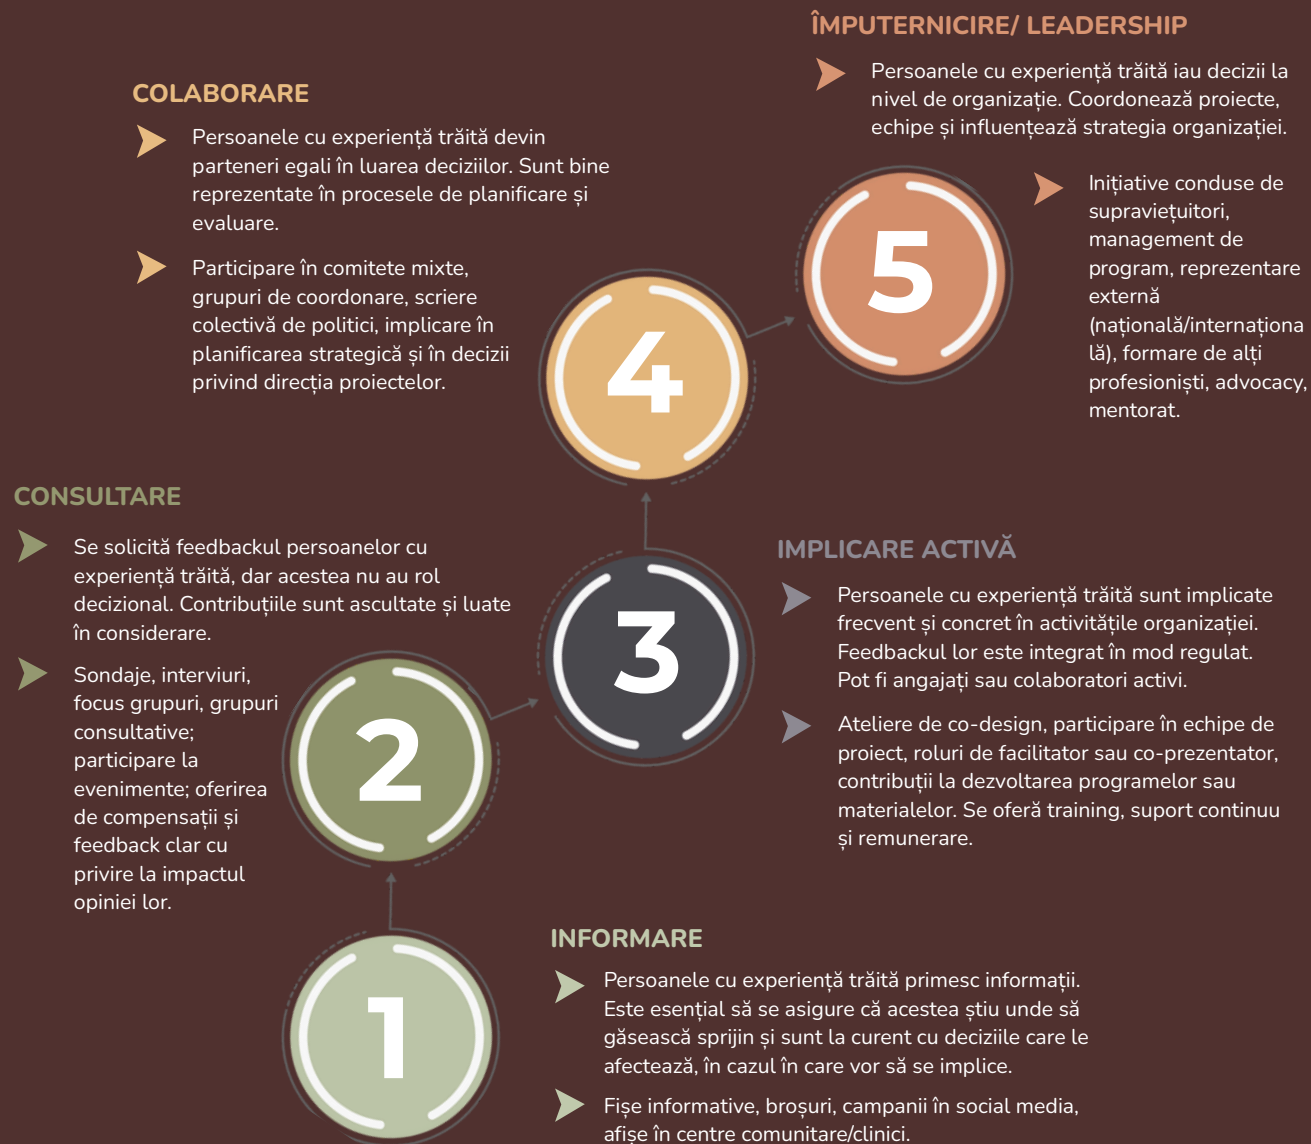 ÎMPUTERNICIRE/ LEADERSHIP
Persoanele cu experiență trăită iau decizii la
nivel de organizație. Coordonează proiecte,
echipe și influențează strategia organizației.
Inițiative conduse de
supraviețuitori,
management de
program, reprezentare
externă
(națională/internaționa
lă), formare de alți
profesioniști, advocacy,
mentorat.
5
COLABORARE
Persoanele cu experiență trăită devin
parteneri egali în luarea deciziilor. Sunt bine
reprezentate în procesele de planificare și
evaluare.
Participare în comitete mixte,
grupuri de coordonare, scriere
colectivă de politici, implicare în
planificarea strategică și în decizii
privind direcția proiectelor.
4
CONSULTARE
Se solicită feedbackul persoanelor cu
experiență trăită, dar acestea nu au rol
decizional. Contribuțiile sunt ascultate și luate
în considerare.
Sondaje, interviuri,
focus grupuri, grupuri
consultative;
participare la
evenimente; oferirea
de compensații și
feedback clar cu
privire la impactul
opiniei lor.
2
3
IMPLICARE ACTIVĂ
Persoanele cu experiență trăită sunt implicate
frecvent și concret în activitățile organizației.
Feedbackul lor este integrat în mod regulat.
Pot fi angajați sau colaboratori activi.
Ateliere de co-design, participare în echipe de
proiect, roluri de facilitator sau co-prezentator,
contribuții la dezvoltarea programelor sau
materialelor. Se oferă training, suport continuu
și remunerare.
1
INFORMARE
Persoanele cu experiență trăită primesc informații.
Este esențial să se asigure că acestea știu unde să
găsească sprijin și sunt la curent cu deciziile care le
afectează, în cazul în care vor să se implice.
Fișe informative, broșuri, campanii în social media,
afișe în centre comunitare/clinici.